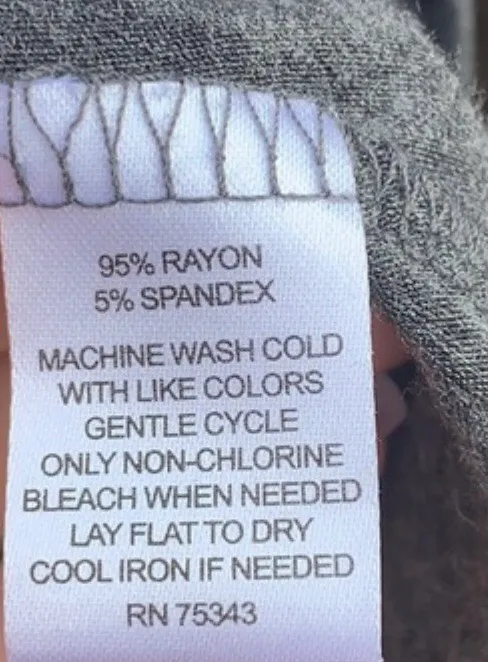 95% RAYON
5% SPANDEX
MACHINE WASH COLD
WITH LIKE COLORS
GENTLE CYCLE
ONLY NON-CHLORINE
BLEACH WHEN NEEDED
LAY FLAT TO DRY
COOL IRON IF NEEDED
RN 75343